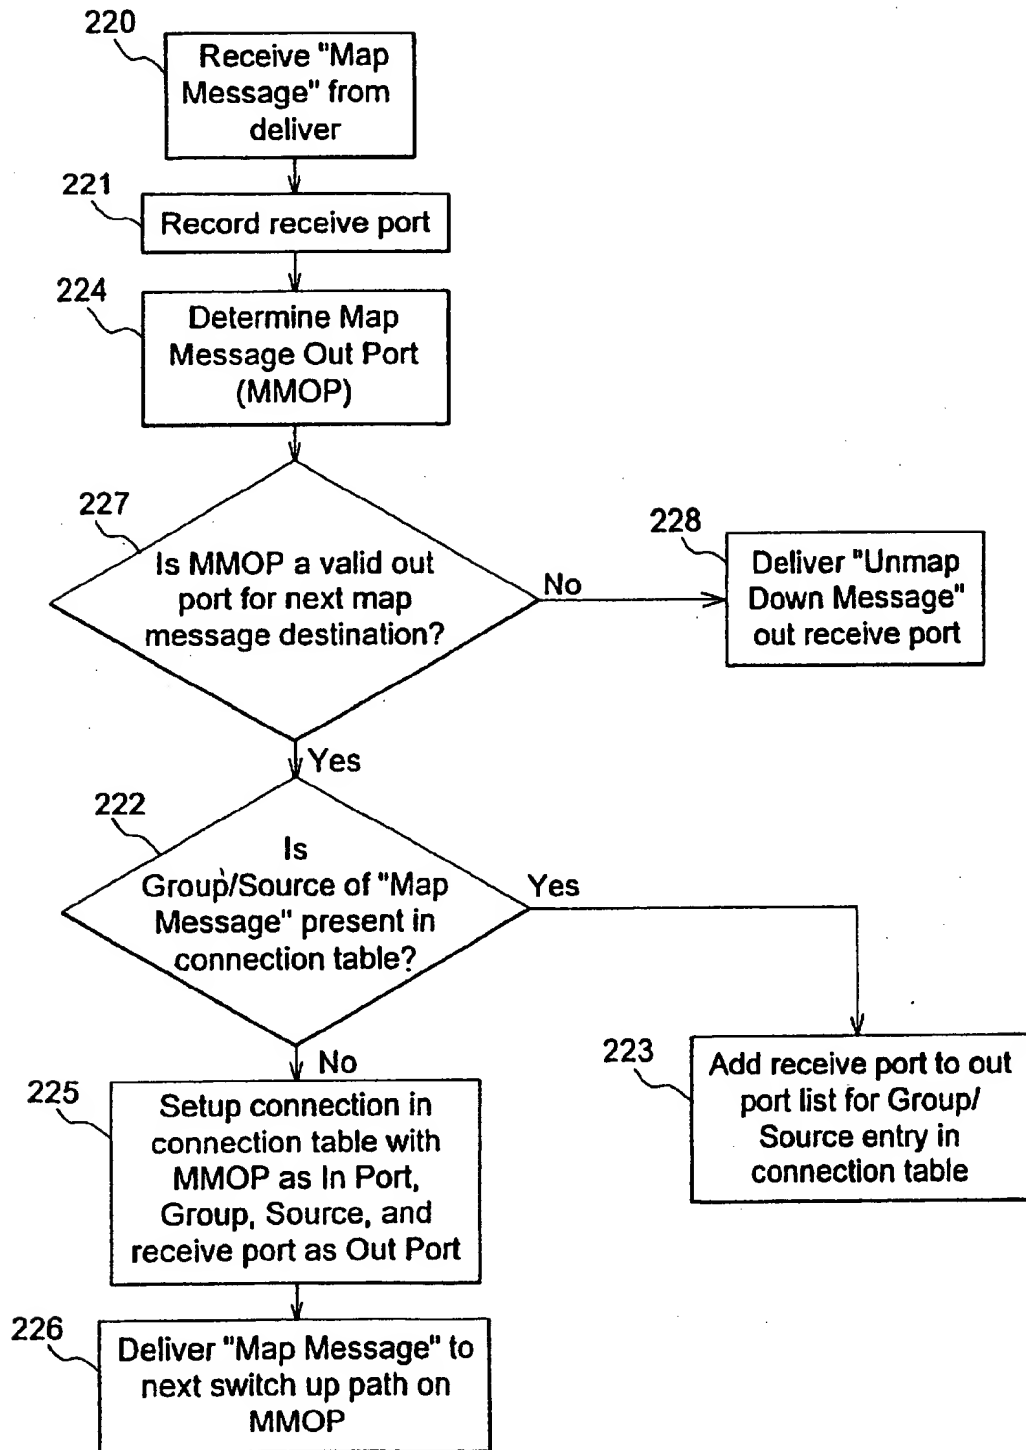 220
Receive "Map
Message" from
deliver
221
Record receive port
224
Determine Map
Message Out Port
(MMOP)
227
Is MMOP a valid out
port for next map
message destination?
No
228
Deliver "Unmap
Down Message"
out receive port
Yes
222
Is
Group/Source of "Map
Message" present in
connection table?
Yes
No
223
Add receive port to out
port list for Group/
Source entry in
connection table
225
Setup connection in
connection table with
MMOP as In Port,
Group, Source, and
receive port as Out Port
226
Deliver "Map Message" to
next switch up path on
MMOP